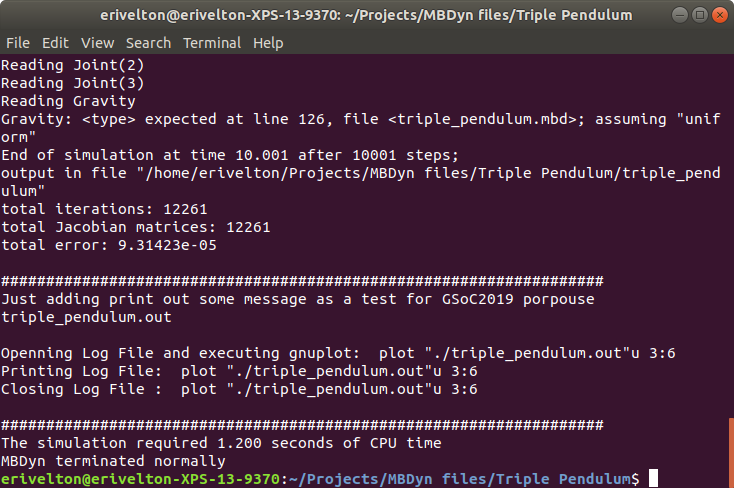 erivelton@erivelton-XPS-13-9370: ~/Projects/MBDyn files/Triple Pendulum
File Edit View Search Terminal Help
Reading Joint(2)
Reading Joint(3)
Reading Gravity
Gravity: <type> expected at line 126, file <triple_pendulum.mbd>; assuming "unif
orm"
End of simulation at time 10.001 after 10001 steps;
output in file "/home/erivelton/Projects/MBDyn files/Triple Pendulum/triple_pend
ulum"
total iterations: 12261
total Jacobian matrices: 12261
total error: 9.31423e-05
###################################################################
Just adding print out some message as a test for GSoC2019 porpouse
triple_pendulum.out
Openning Log File and executing gnuplot:  plot "./triple_pendulum.out"u 3:6
Printing Log File:  plot "./triple_pendulum.out"u 3:6
Closing Log File :  plot "./triple_pendulum.out"u 3:6
###################################################################
The simulation required 1.200 seconds of CPU time
MBDyn terminated normally
erivelton@erivelton-XPS-13-9370:~/Projects/MBDyn files/Triple Pendulum$